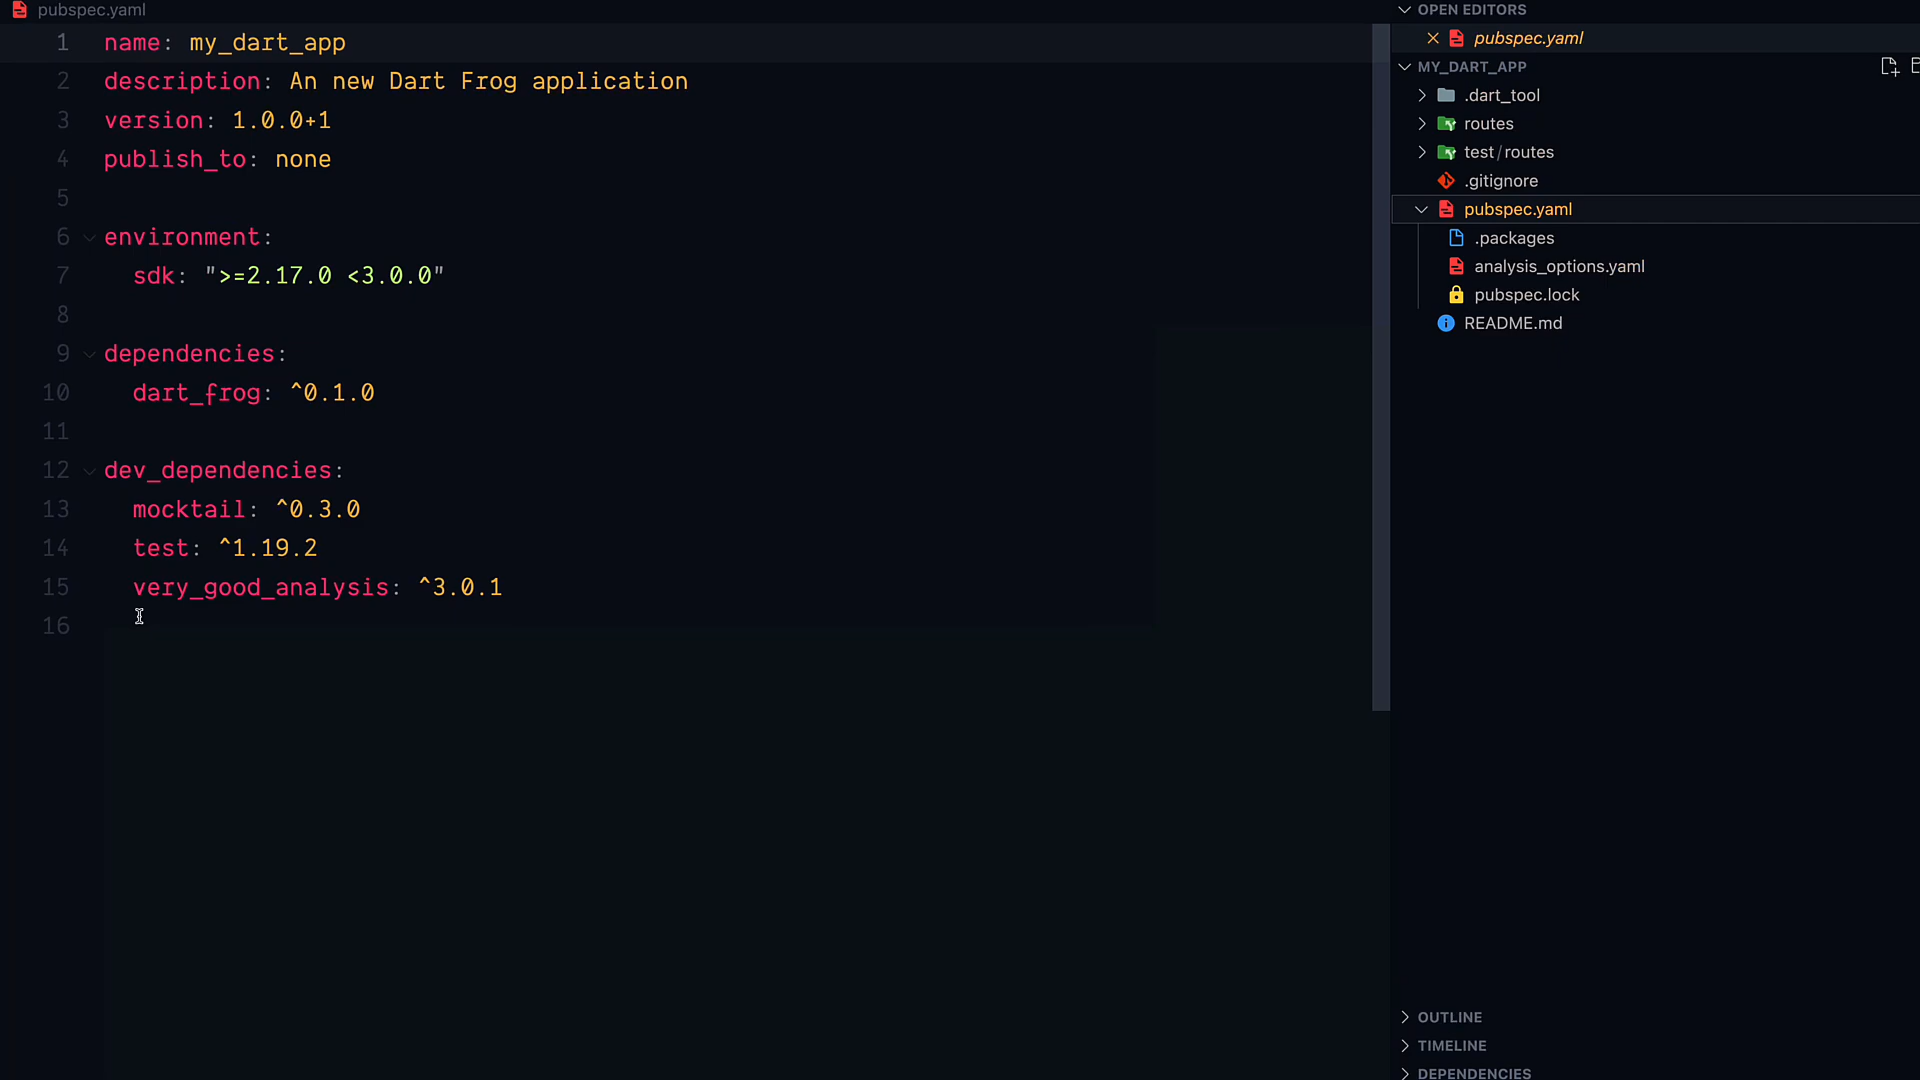 pubspec.yaml
1 name: my_dart_app
2 description: An new Dart Frog application
3 version: 1.0.0+1
4 publish_to: none
5
6 environment:
7 sdk: ">=2.17.0 <3.0.0"
8
9 dependencies:
10 dart_frog: ^0.1.0
11
12 dev_dependencies:
13 mocktail: ^0.3.0
14 test: ^1.19.2
15 very_good_analysis: ^3.0.1
16
OPEN EDITORS
pubspec.yaml
MY_DART_APP
.dart_tool
routes
test/routes
.gitignore
pubspec.yaml
.packages
analysis_options.yaml
pubspec.lock
README.md
OUTLINE
TIMELINE
DEPENDENCIES